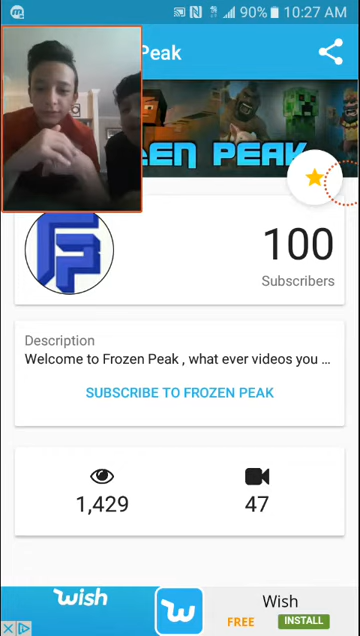 90% 10:27 AM
Peak
ZEN PEAK
100
Subscribers
Description
Welcome to Frozen Peak , what ever videos you ...
SUBSCRIBE TO FROZEN PEAK
1,429
47
wish
w
Wish
FREE
INSTALL